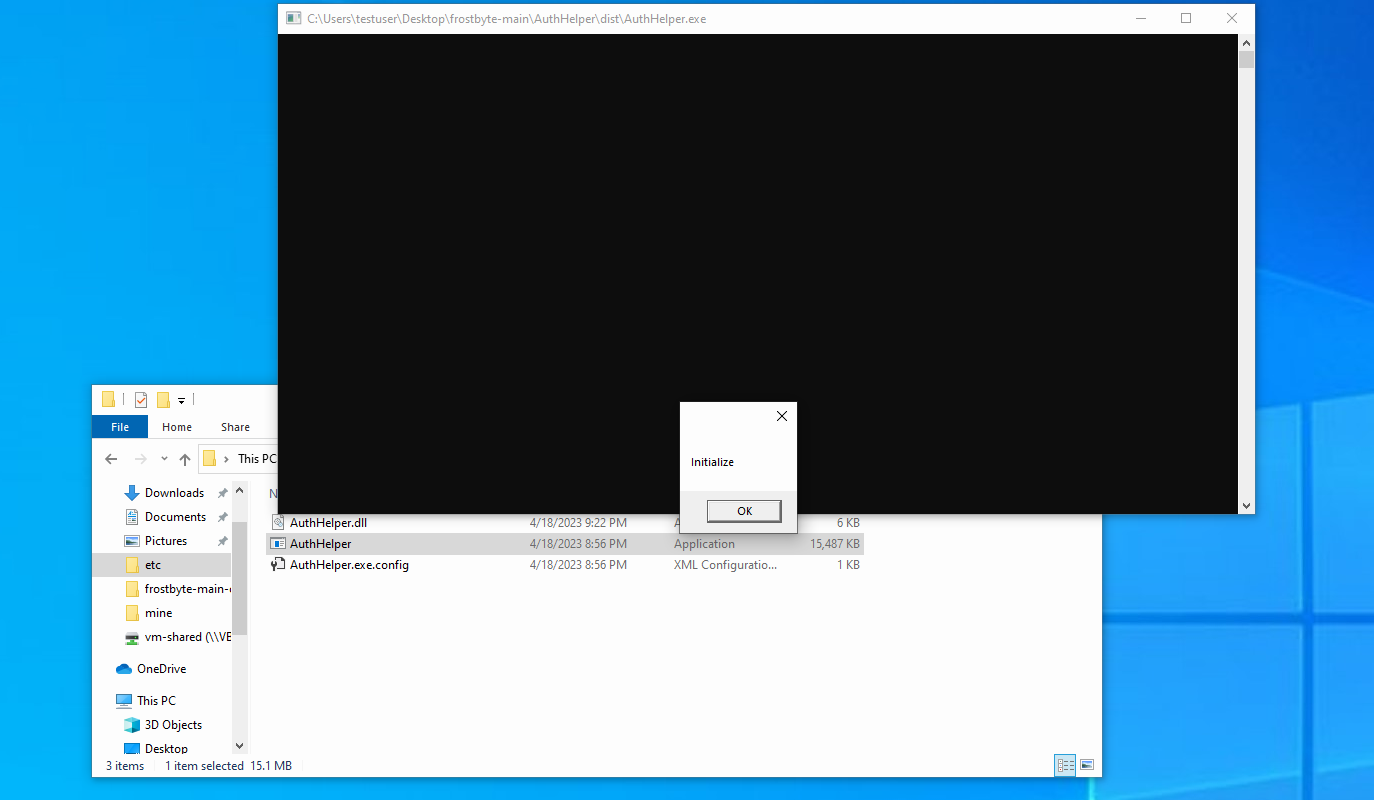 C:\Users\testuser\Desktop\frostbyte-main\AuthHelper\dist\AuthHelper.exe
Initialize
OK
File Home Share
This PC
Downloads
Documents
Pictures
etc
frostbyte-main-
mine
vm-shared (\\VE
OneDrive
This PC
3D Objects
Desktop
N
AuthHelper.dll 4/18/2023 9:22 PM A 6 KB
AuthHelper 4/18/2023 8:56 PM Application 15,487 KB
AuthHelper.exe.config 4/18/2023 8:56 PM XML Configuratio... 1 KB
3 items 1 item selected 15.1 MB